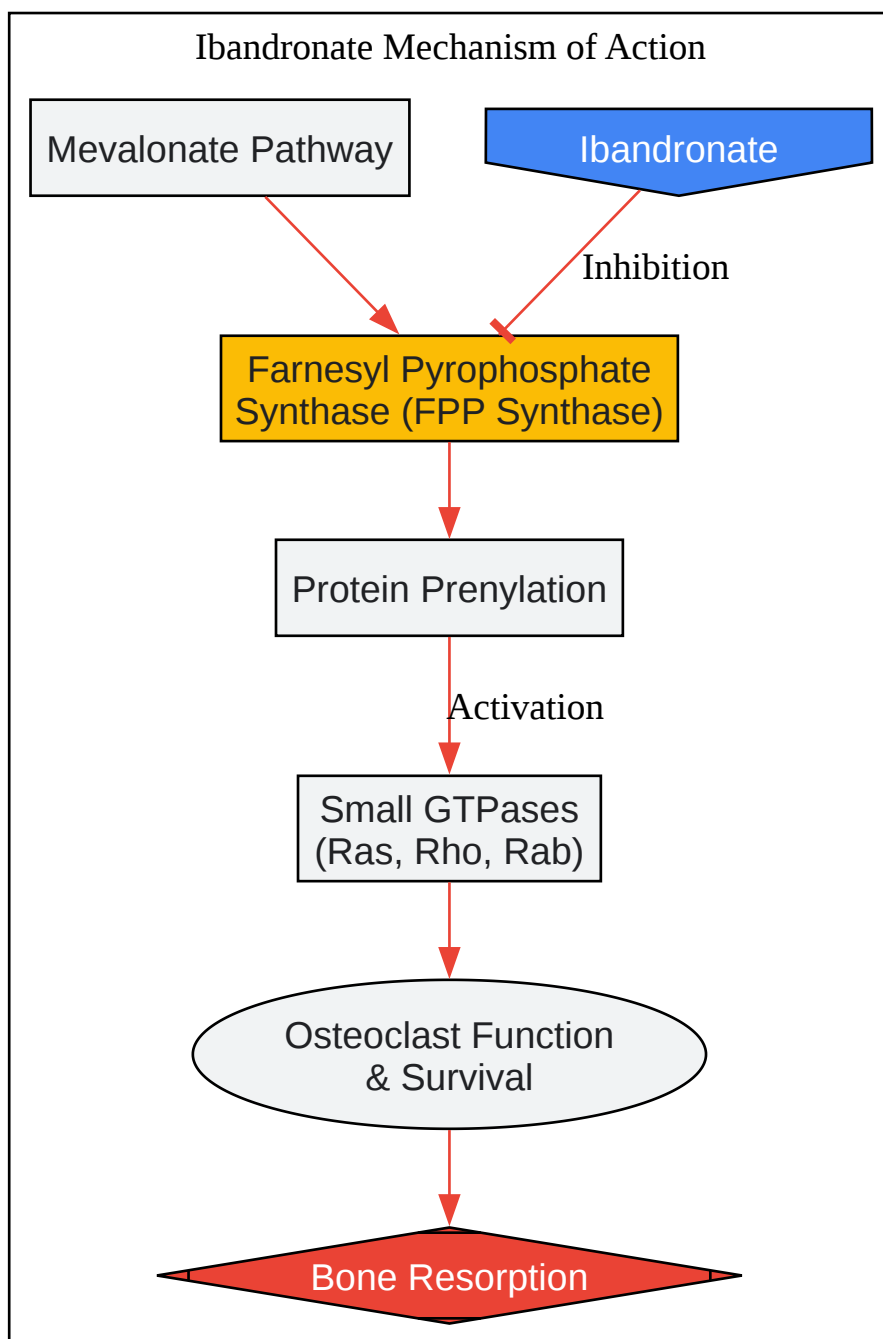 Ibandronate Mechanism of Action
Mevalonate Pathway
Ibandronate
Inhibition
Farnesyl Pyrophosphate
Synthase (FPP Synthase)
Protein Prenylation
Activation
Small GTPases
(Ras, Rho, Rab)
Osteoclast Function
& Survival
Bone Resorption